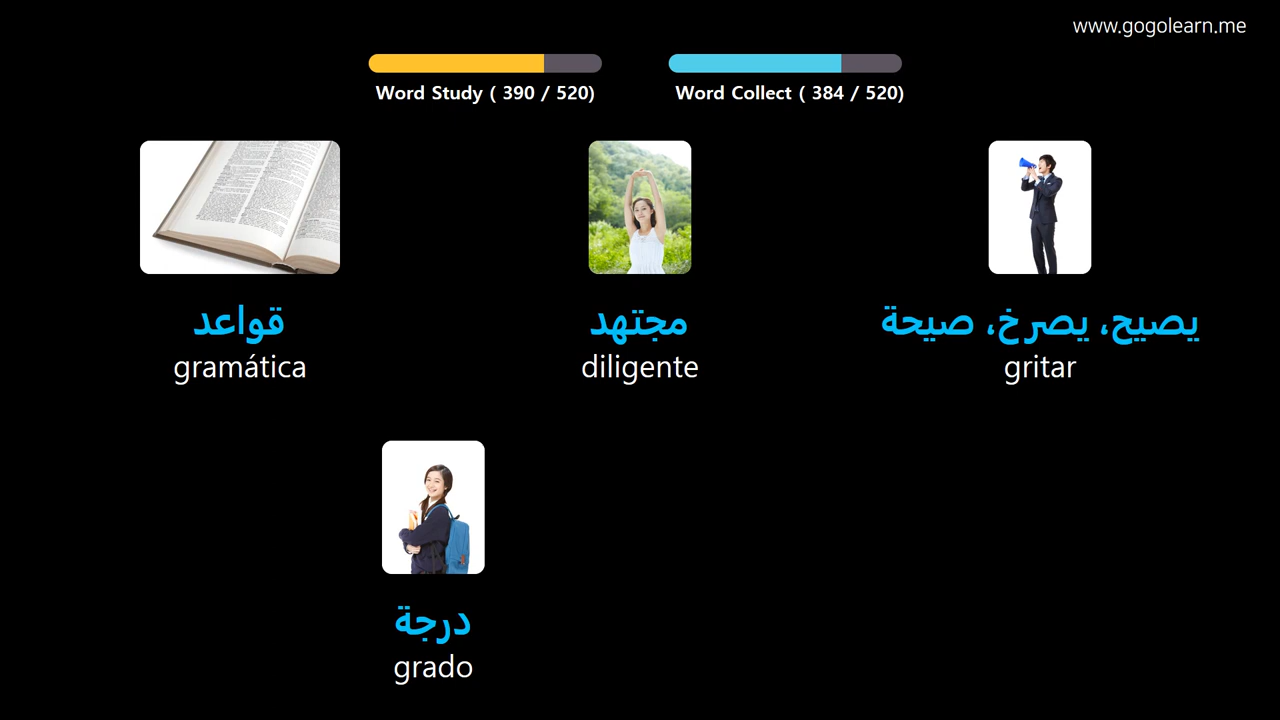 www.gogolearn.me
Word Study ( 390 / 520)
Word Collect ( 384 / 520)
قواعد
gramática
مجتهد
diligente
يصيح، يصرخ، صيحة
gritar
درجة
grado